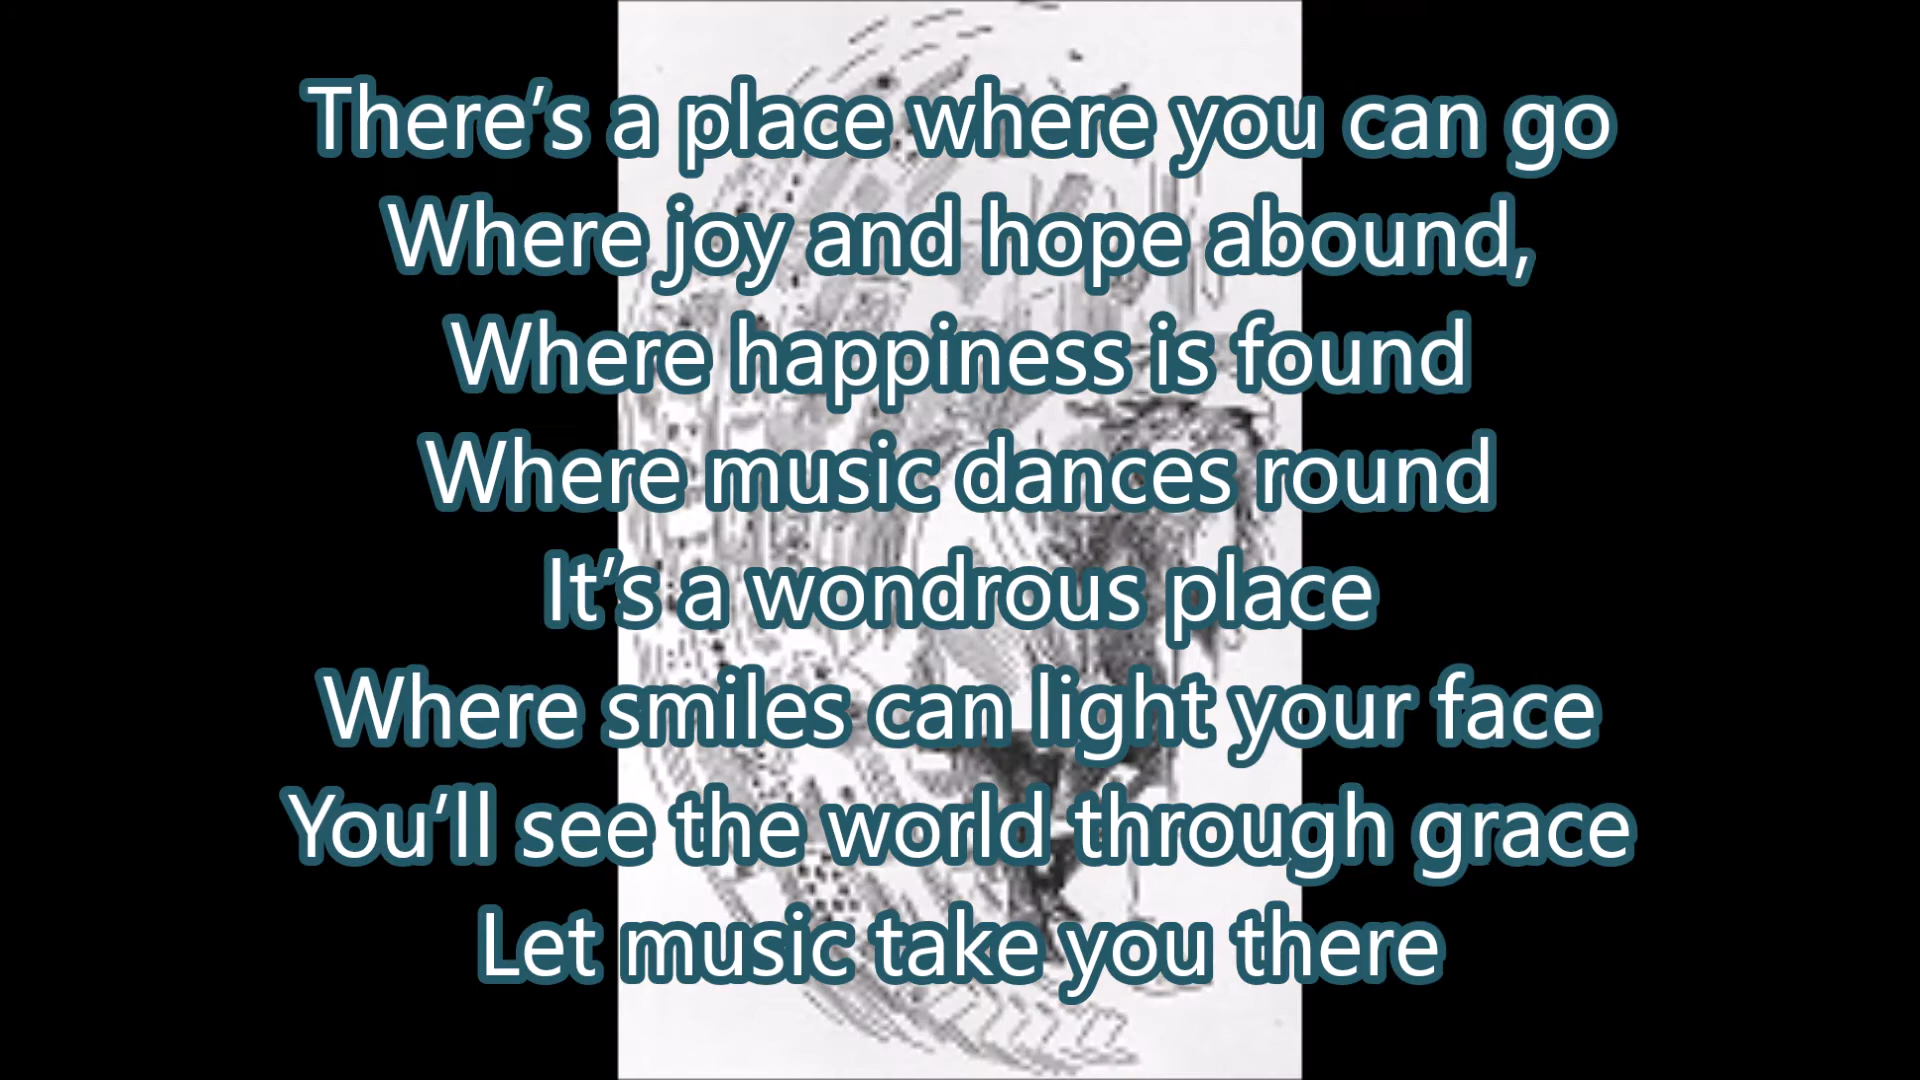 There’s a place where you can go
Where joy and hope abound,
Where happiness is found
Where music dances round
It’s a wondrous place
Where smiles can light your face
You’ll see the world through grace
Let music take you there